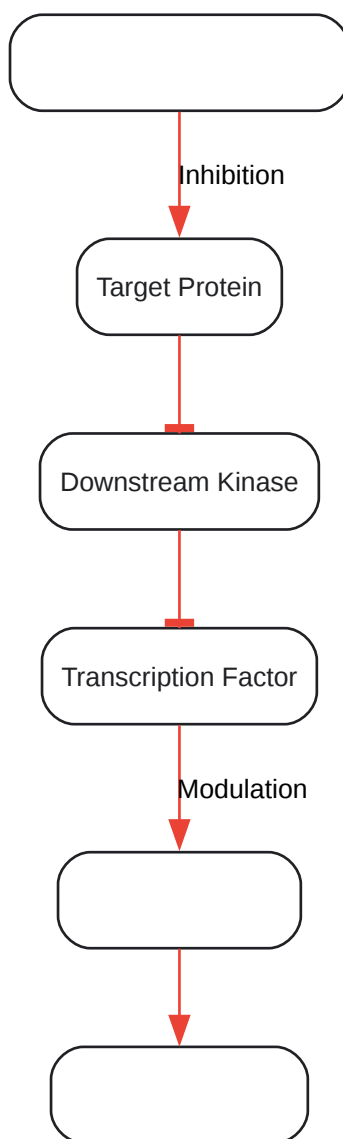 Inhibition
Target Protein
Downstream Kinase
Transcription Factor
Modulation